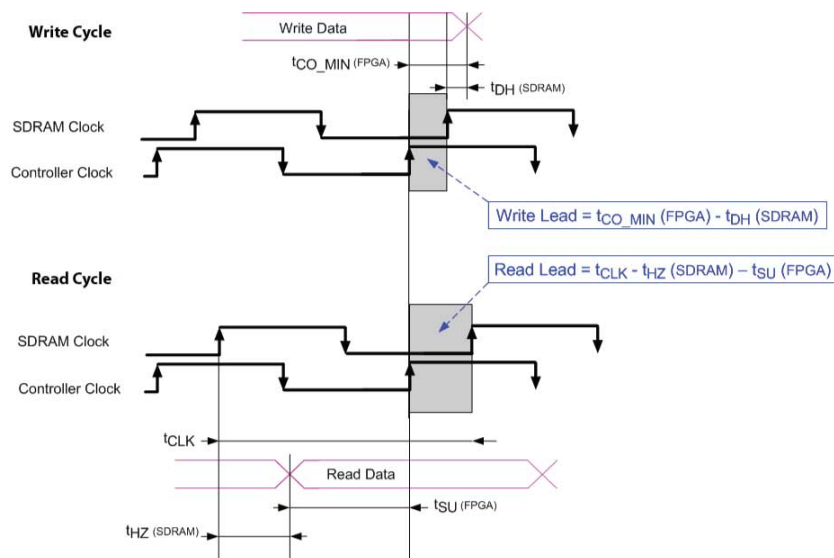 Write Cycle
Write Data
tCO_MIN (FPGA)
tDH (SDRAM)
SDRAM Clock
Controller Clock
Write Lead = tCO_MIN (FPGA) - tDH (SDRAM)
Read Lead = tCLK - tHZ (SDRAM) – tSU (FPGA)
Read Cycle
SDRAM Clock
Controller Clock
tCLK
Read Data
tSU (FPGA)
tHZ (SDRAM)